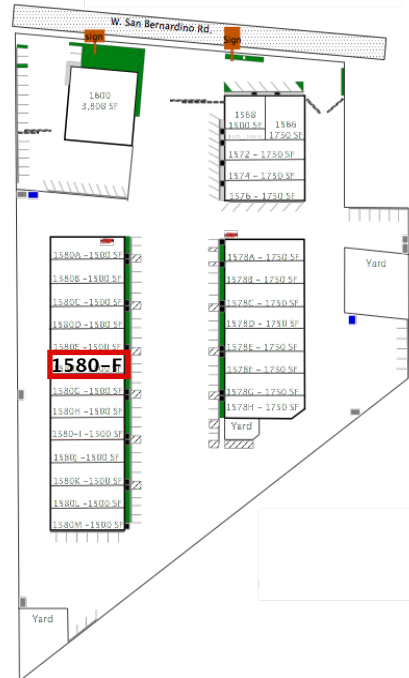 W. San Bernardino Rd.
sign
Sign
1600
3,808 SF
1568
1500 SF
1566
1750 SF
1572 - 1750 SF
1574 - 1750 SF
1576 - 1750 SF
Yard
1580A -1500 SF
1580B -1500 SF
1580C -1500 SF
1580D -1500 SF
1580E -1500 SF
1580-F
1580G -1500 SF
1580H -1500 SF
1580-I -1500 SF
1580J -1500 SF
1580K -1500 SF
1580L -1500 SF
1580M -1500 SF
1578A - 1750 SF
1578B - 1750 SF
1578C - 1750 SF
1578D - 1750 SF
1578E - 1750 SF
1578F - 1750 SF
1578G - 1750 SF
1578H - 1750 SF
Yard
Yard